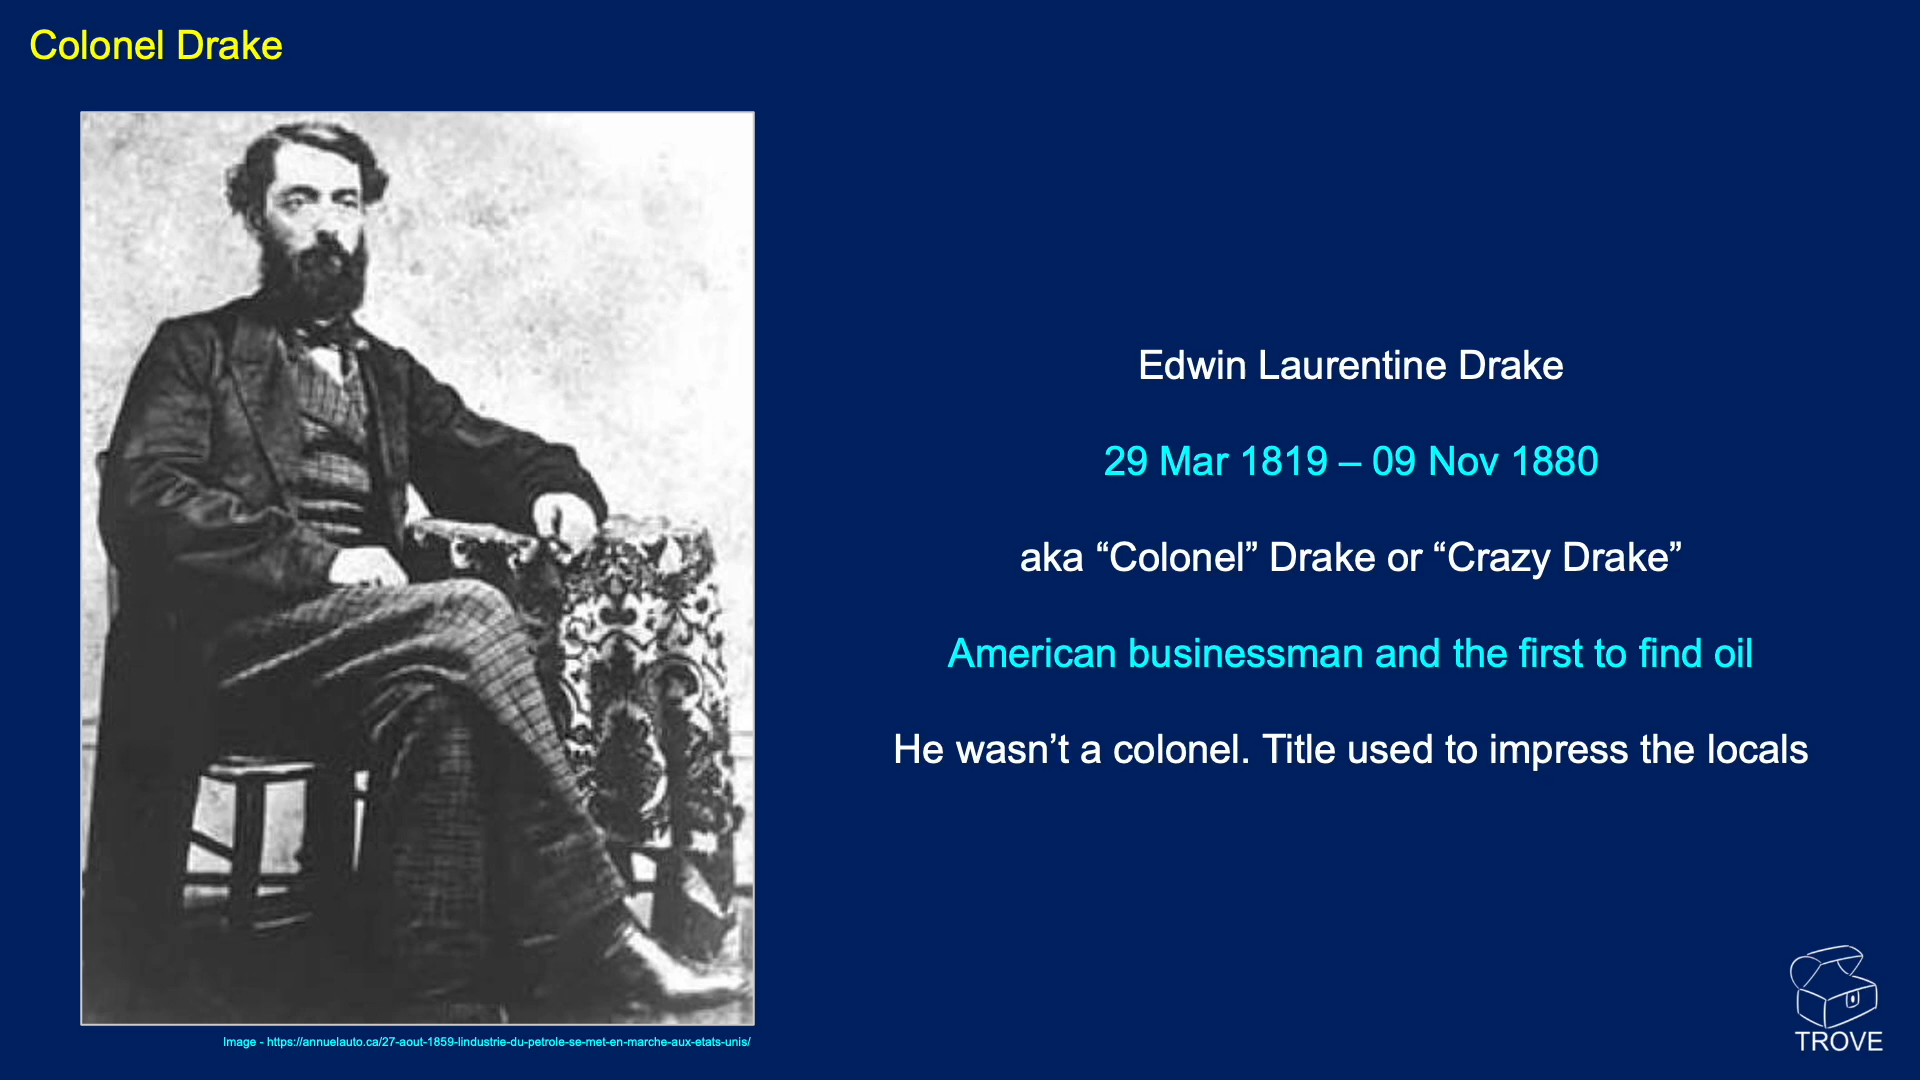 Colonel Drake
Edwin Laurentine Drake
29 Mar 1819 – 09 Nov 1880
aka “Colonel” Drake or “Crazy Drake”
American businessman and the first to find oil
He wasn’t a colonel. Title used to impress the locals
Image - https://annuelauto.ca/27-aout-1859-lindustrie-du-petrole-se-met-en-marche-aux-etats-unis/
TROVE